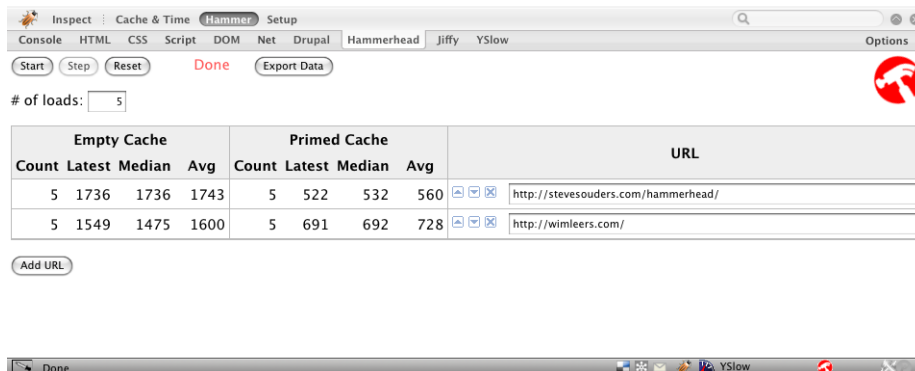 Inspect Cache & Time Hammer Setup
Console HTML CSS Script DOM Net Drupal Hammerhead Jiffy YSlow Options
Start Step Reset Done Export Data
# of loads: 5
Empty Cache Primed Cache URL
Count Latest Median Avg Count Latest Median Avg
5 1736 1736 1743 5 522 532 560 http://stevesouders.com/hammerhead/
5 1549 1475 1600 5 691 692 728 http://wimleers.com/
Add URL
Done YSlow